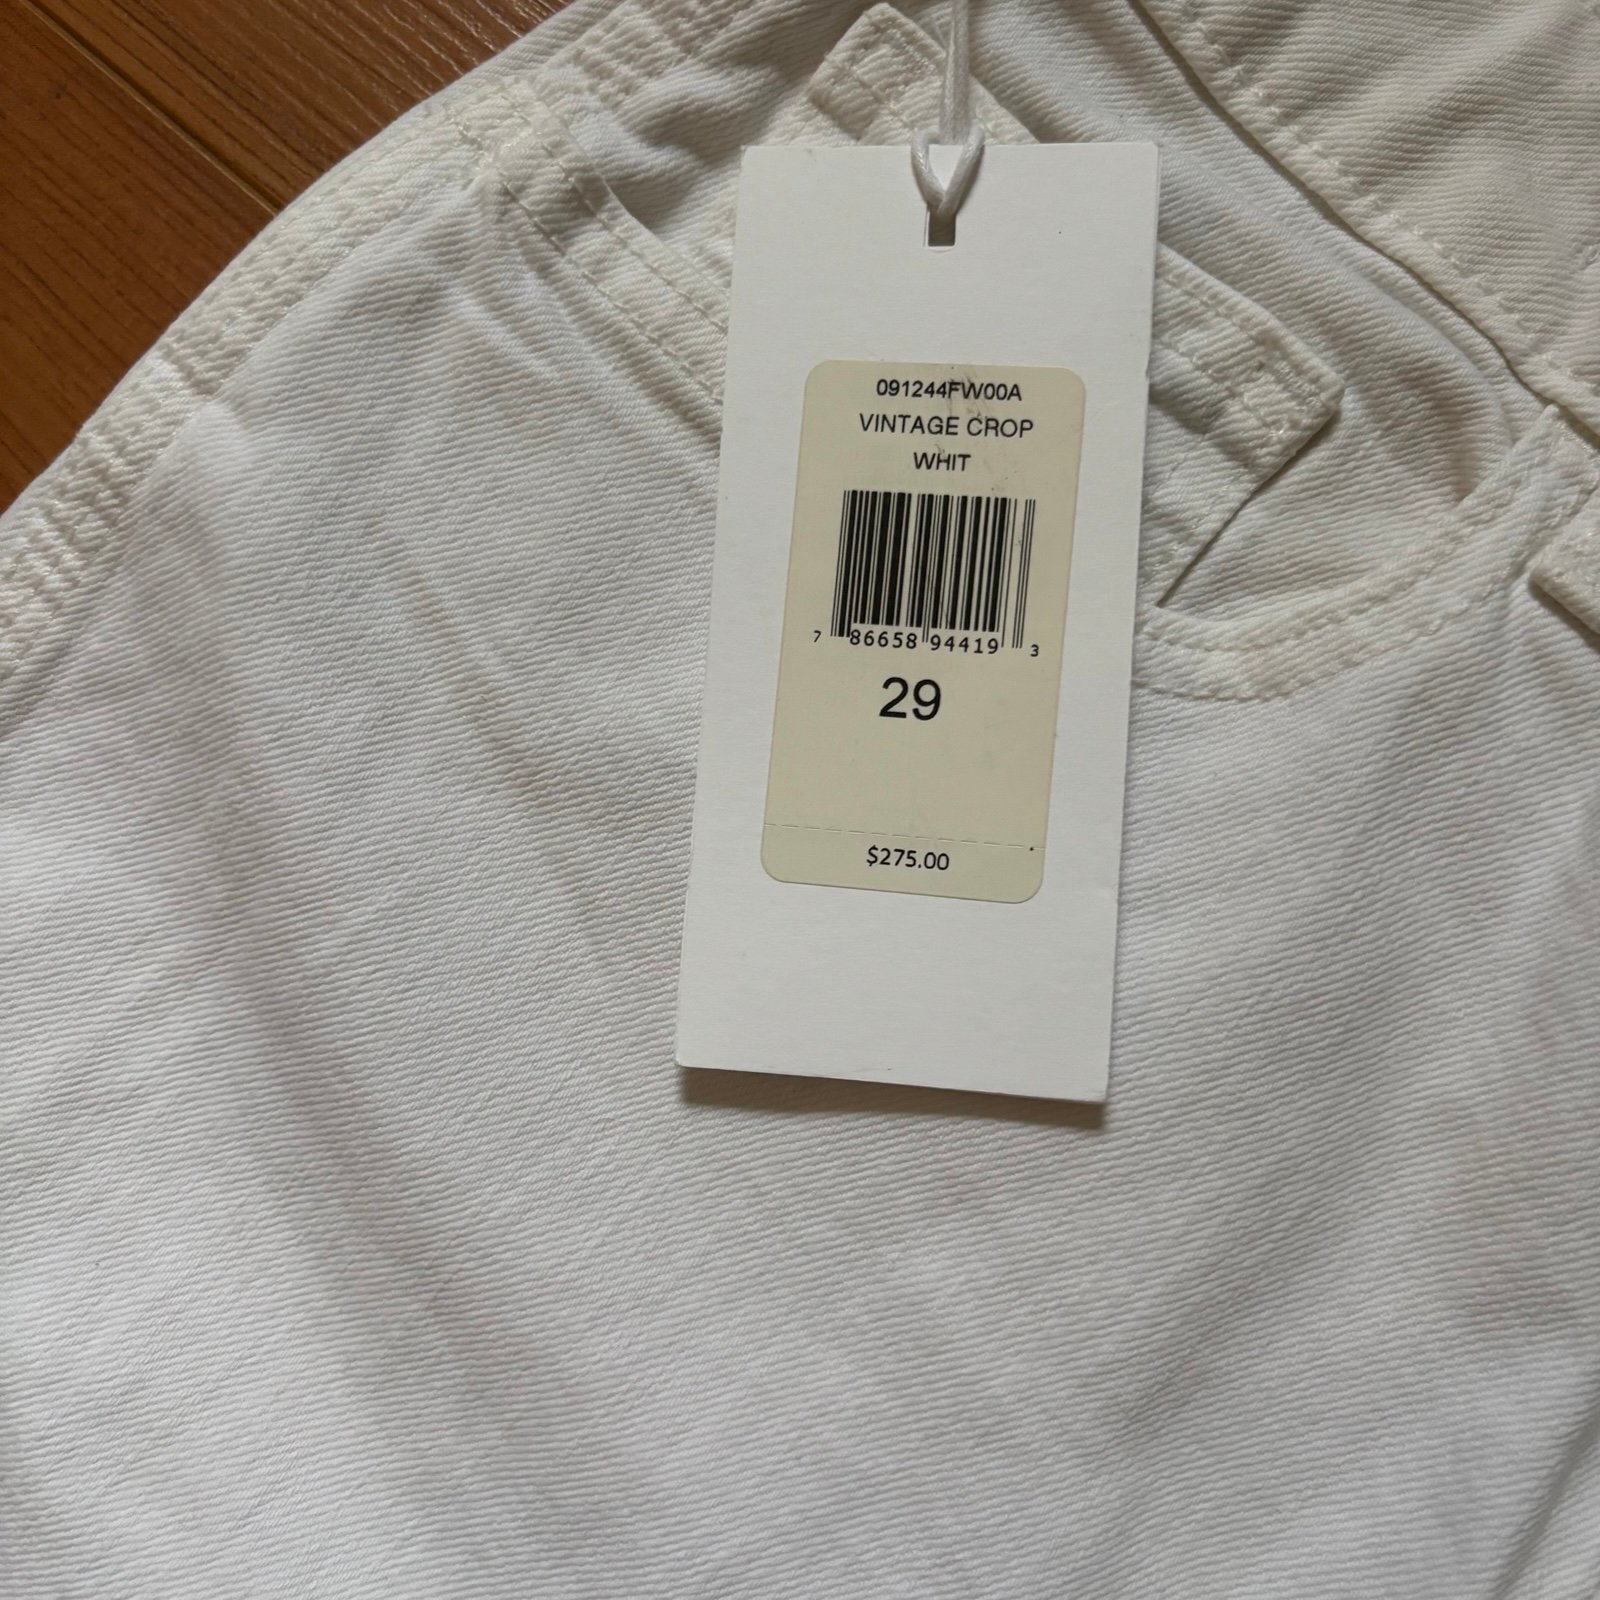 091244FW00A
VINTAGE CROP
WHIT
7 86658 94419 3
29
$275.00